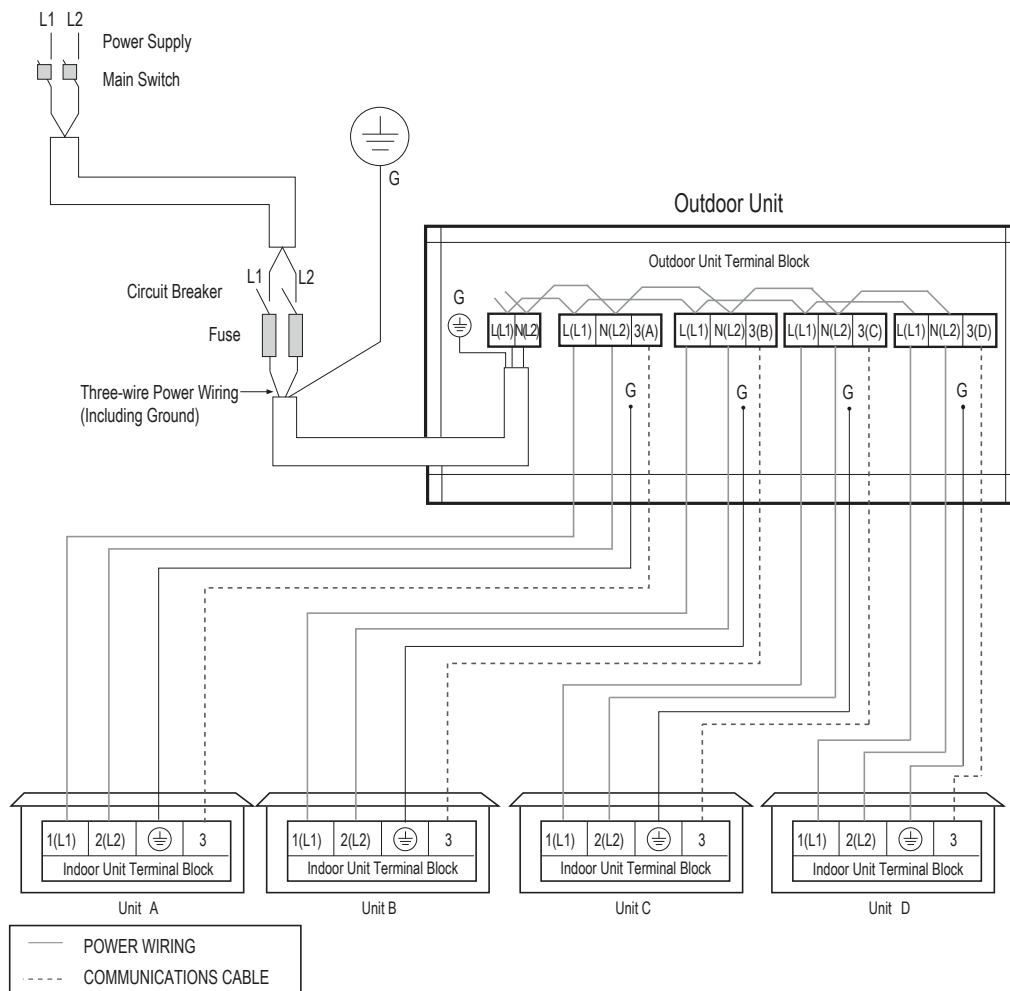 L1 L2
Power Supply
Main Switch
G
Outdoor Unit
Outdoor Unit Terminal Block
L1 L2
Circuit Breaker
Fuse
Three-wire Power Wiring
(Including Ground)
G
L(L1) N(L2)
L(L1) N(L2) 3(A)
L(L1) N(L2) 3(B)
L(L1) N(L2) 3(C)
L(L1) N(L2) 3(D)
G G G G
1(L1) 2(L2) 3
Indoor Unit Terminal Block
Unit A
1(L1) 2(L2) 3
Indoor Unit Terminal Block
Unit B
1(L1) 2(L2) 3
Indoor Unit Terminal Block
Unit C
1(L1) 2(L2) 3
Indoor Unit Terminal Block
Unit D
POWER WIRING
COMMUNICATIONS CABLE